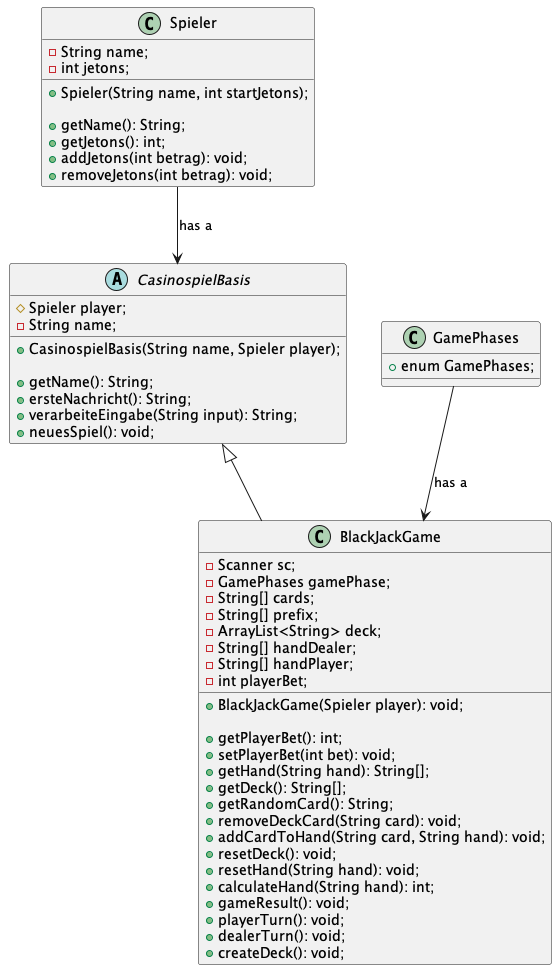 C Spieler
String name;
int jetons;
Spieler(String name, int startJetons);
getName(): String;
getJetons(): int;
addJetons(int betrag): void;
removeJetons(int betrag): void;
has a
A CasinospielBasis
Spieler player;
String name;
CasinospielBasis(String name, Spieler player);
getName(): String;
ersteNachricht(): String;
verarbeiteEingabe(String input): String;
neuesSpiel(): void;
C GamePhases
enum GamePhases;
has a
C BlackJackGame
Scanner sc;
GamePhases gamePhase;
String[] cards;
String[] prefix;
ArrayList<String> deck;
String[] handDealer;
String[] handPlayer;
int playerBet;
BlackJackGame(Spieler player): void;
getPlayerBet(): int;
setPlayerBet(int bet): void;
getHand(String hand): String[];
getDeck(): String[];
getRandomCard(): String;
removeDeckCard(String card): void;
addCardToHand(String card, String hand): void;
resetDeck(): void;
resetHand(String hand): void;
calculateHand(String hand): int;
gameResult(): void;
playerTurn(): void;
dealerTurn(): void;
createDeck(): void;